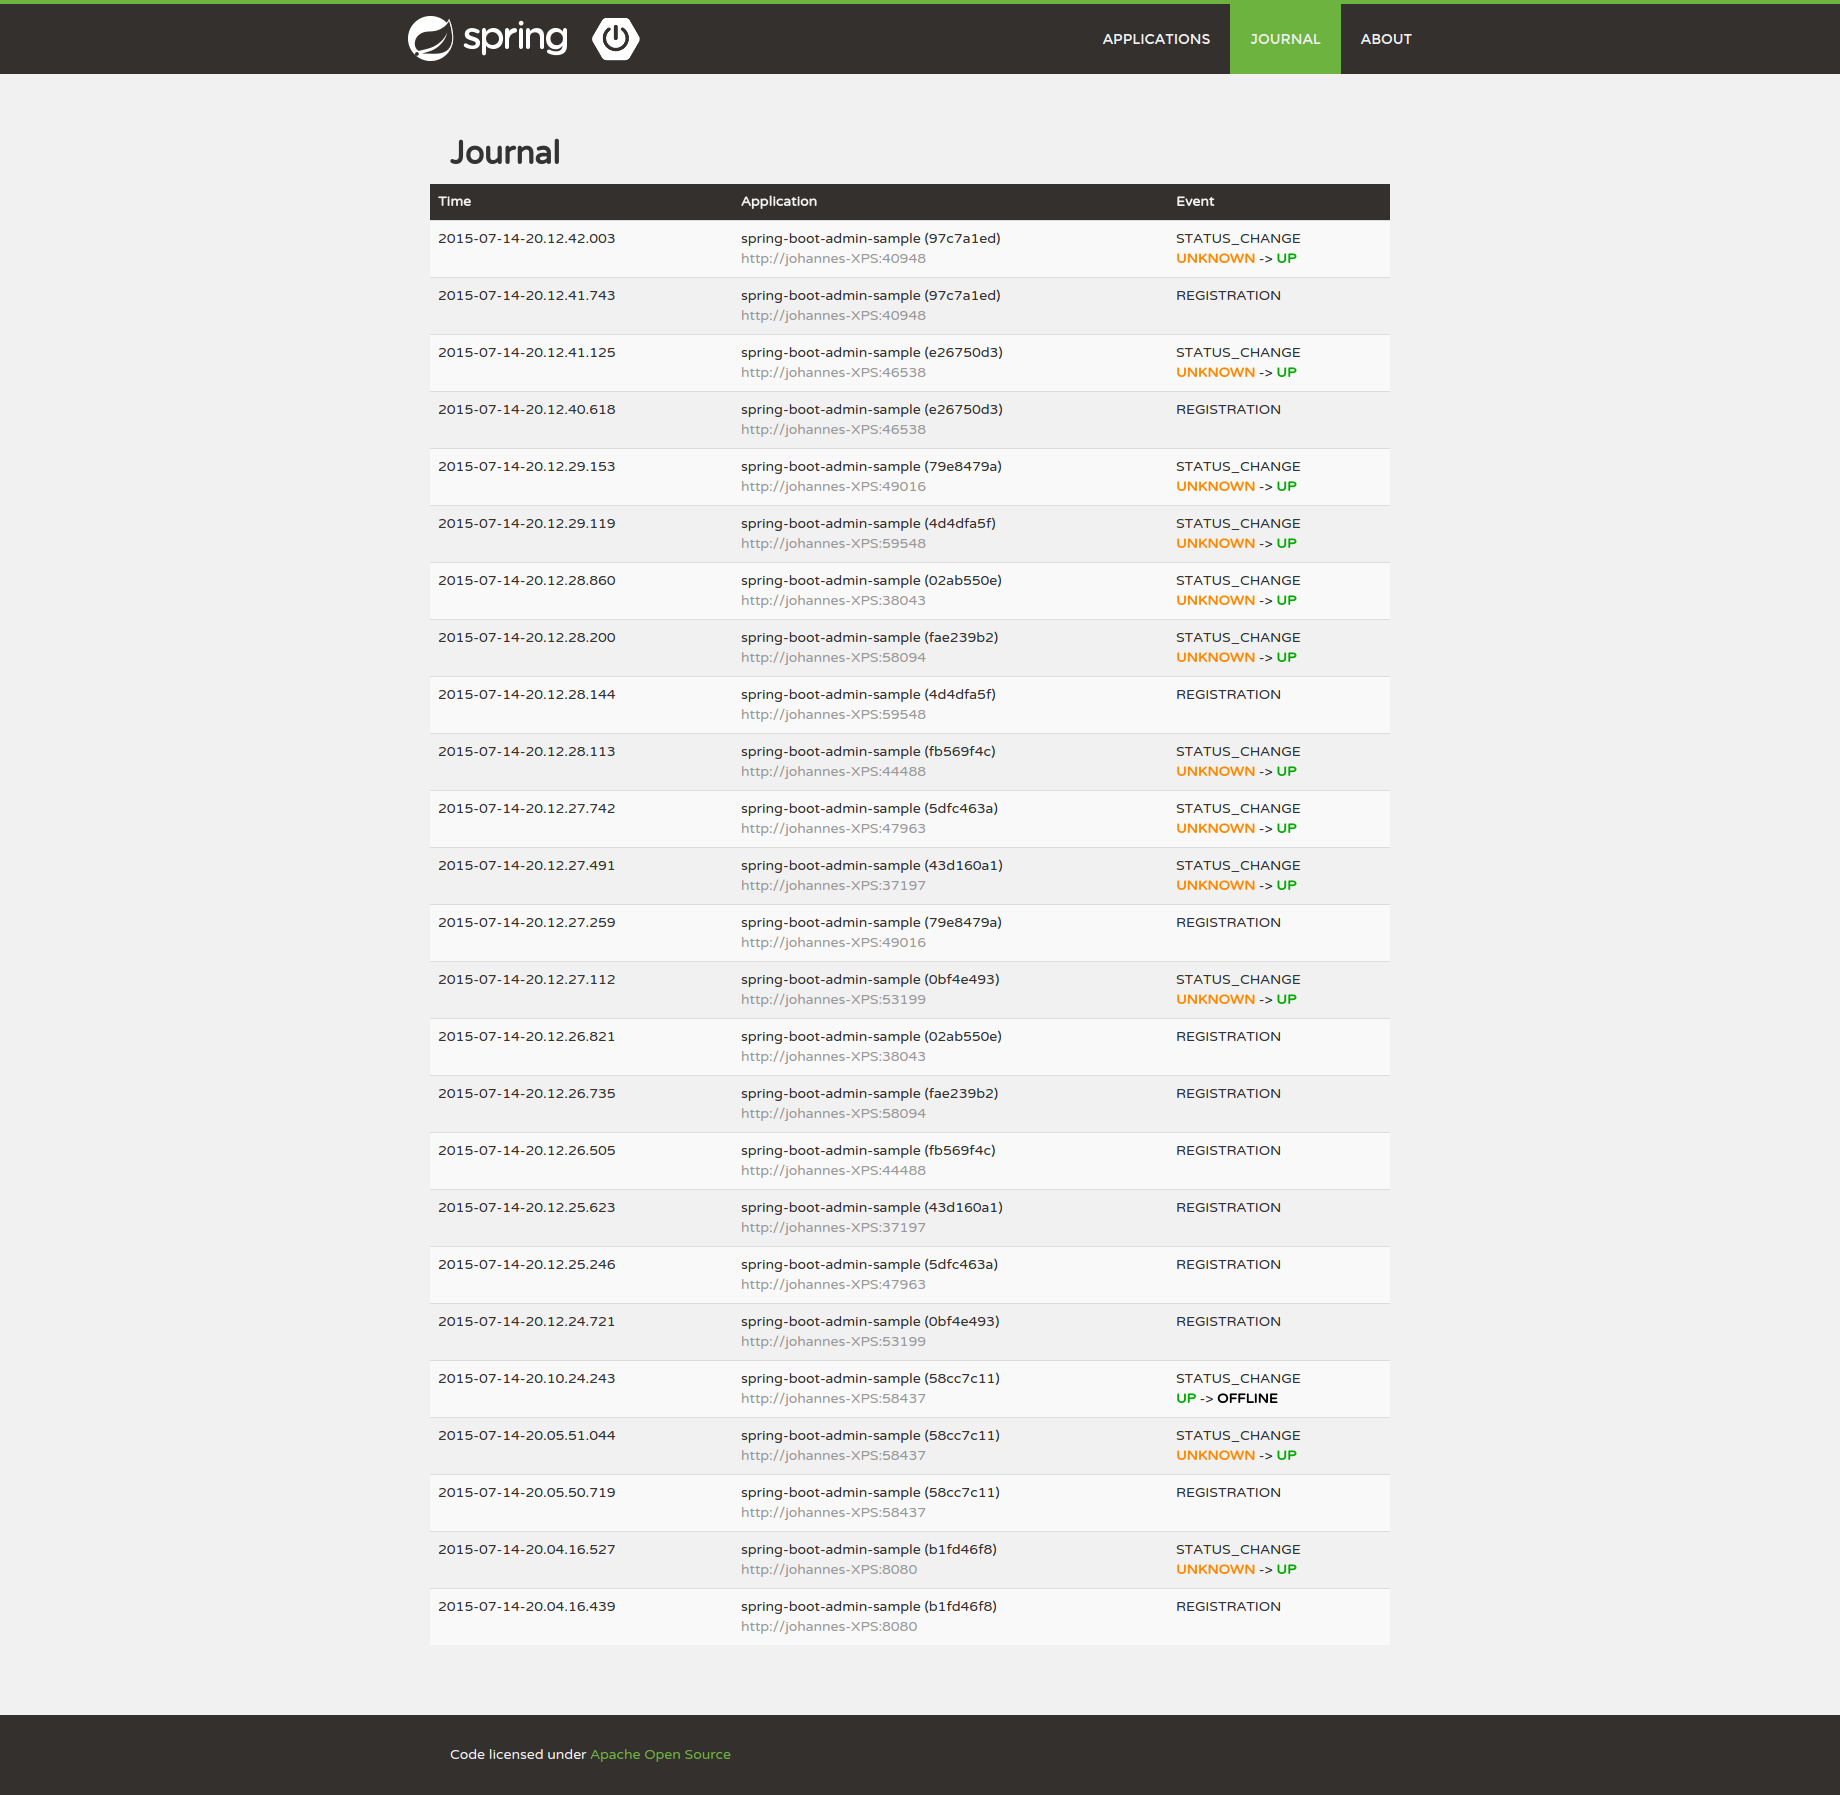 spring
APPLICATIONS JOURNAL ABOUT
Journal
Time Application Event
2015-07-14-20.12.42.003 spring-boot-admin-sample (97c7a1ed) STATUS_CHANGE
http://johannes-XPS:40948 UNKNOWN -> UP
2015-07-14-20.12.41.743 spring-boot-admin-sample (97c7a1ed) REGISTRATION
http://johannes-XPS:40948
2015-07-14-20.12.41.125 spring-boot-admin-sample (e26750d3) STATUS_CHANGE
http://johannes-XPS:46538 UNKNOWN -> UP
2015-07-14-20.12.40.618 spring-boot-admin-sample (e26750d3) REGISTRATION
http://johannes-XPS:46538
2015-07-14-20.12.29.153 spring-boot-admin-sample (79e8479a) STATUS_CHANGE
http://johannes-XPS:49016 UNKNOWN -> UP
2015-07-14-20.12.29.119 spring-boot-admin-sample (4d4dfa5f) STATUS_CHANGE
http://johannes-XPS:59548 UNKNOWN -> UP
2015-07-14-20.12.28.860 spring-boot-admin-sample (02ab550e) STATUS_CHANGE
http://johannes-XPS:38043 UNKNOWN -> UP
2015-07-14-20.12.28.200 spring-boot-admin-sample (fae239b2) STATUS_CHANGE
http://johannes-XPS:58094 UNKNOWN -> UP
2015-07-14-20.12.28.144 spring-boot-admin-sample (4d4dfa5f) REGISTRATION
http://johannes-XPS:59548
2015-07-14-20.12.28.113 spring-boot-admin-sample (fb569f4c) STATUS_CHANGE
http://johannes-XPS:44488 UNKNOWN -> UP
2015-07-14-20.12.27.742 spring-boot-admin-sample (5dfc463a) STATUS_CHANGE
http://johannes-XPS:47963 UNKNOWN -> UP
2015-07-14-20.12.27.491 spring-boot-admin-sample (43d160a1) STATUS_CHANGE
http://johannes-XPS:37197 UNKNOWN -> UP
2015-07-14-20.12.27.259 spring-boot-admin-sample (79e8479a) REGISTRATION
http://johannes-XPS:49016
2015-07-14-20.12.27.112 spring-boot-admin-sample (0bf4e493) STATUS_CHANGE
http://johannes-XPS:53199 UNKNOWN -> UP
2015-07-14-20.12.26.821 spring-boot-admin-sample (02ab550e) REGISTRATION
http://johannes-XPS:38043
2015-07-14-20.12.26.735 spring-boot-admin-sample (fae239b2) REGISTRATION
http://johannes-XPS:58094
2015-07-14-20.12.26.505 spring-boot-admin-sample (fb569f4c) REGISTRATION
http://johannes-XPS:44488
2015-07-14-20.12.25.623 spring-boot-admin-sample (43d160a1) REGISTRATION
http://johannes-XPS:37197
2015-07-14-20.12.25.246 spring-boot-admin-sample (5dfc463a) REGISTRATION
http://johannes-XPS:47963
2015-07-14-20.12.24.721 spring-boot-admin-sample (0bf4e493) REGISTRATION
http://johannes-XPS:53199
2015-07-14-20.10.24.243 spring-boot-admin-sample (58cc7c11) STATUS_CHANGE
http://johannes-XPS:58437 UP -> OFFLINE
2015-07-14-20.05.51.044 spring-boot-admin-sample (58cc7c11) STATUS_CHANGE
http://johannes-XPS:58437 UNKNOWN -> UP
2015-07-14-20.05.50.719 spring-boot-admin-sample (58cc7c11) REGISTRATION
http://johannes-XPS:58437
2015-07-14-20.04.16.527 spring-boot-admin-sample (b1fd46f8) STATUS_CHANGE
http://johannes-XPS:8080 UNKNOWN -> UP
2015-07-14-20.04.16.439 spring-boot-admin-sample (b1fd46f8) REGISTRATION
http://johannes-XPS:8080
Code licensed under Apache Open Source